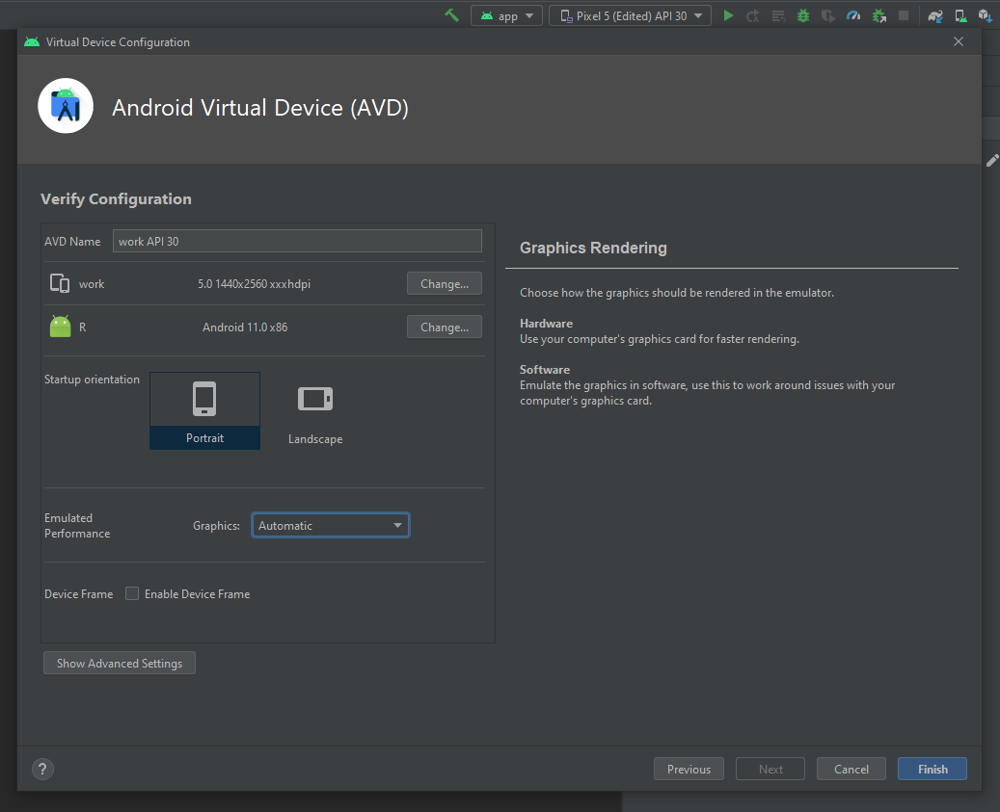 app
Pixel 5 (Edited) API 30
Virtual Device Configuration
Android Virtual Device (AVD)
Verify Configuration
AVD Name
work API 30
work
5.0 1440x2560 xxxhdpi
Change...
R
Android 11.0 x86
Change...
Startup orientation
Portrait
Landscape
Emulated
Performance
Graphics:
Automatic
Device Frame
Enable Device Frame
Show Advanced Settings
Graphics Rendering
Choose how the graphics should be rendered in the emulator.
Hardware
Use your computer's graphics card for faster rendering.
Software
Emulate the graphics in software, use this to work around issues with your
computer's graphics card.
?
Previous
Next
Cancel
Finish